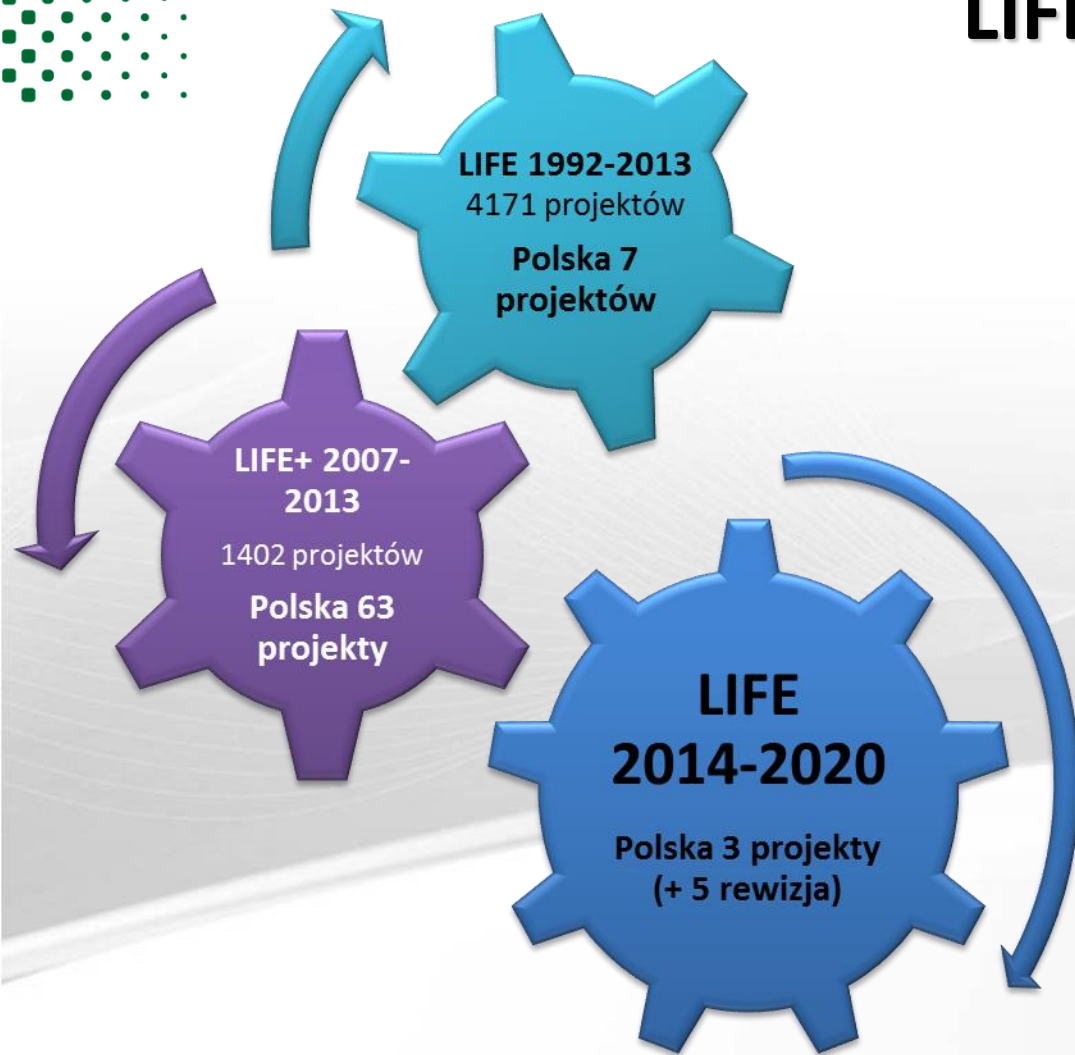 LIFE 1992-2013
4171 projektów
Polska 7
projektów
LIFE+ 2007-
2013
1402 projektów
Polska 63
projekty
LIFE
2014-2020
Polska 3 projekty
(+ 5 rewizja)